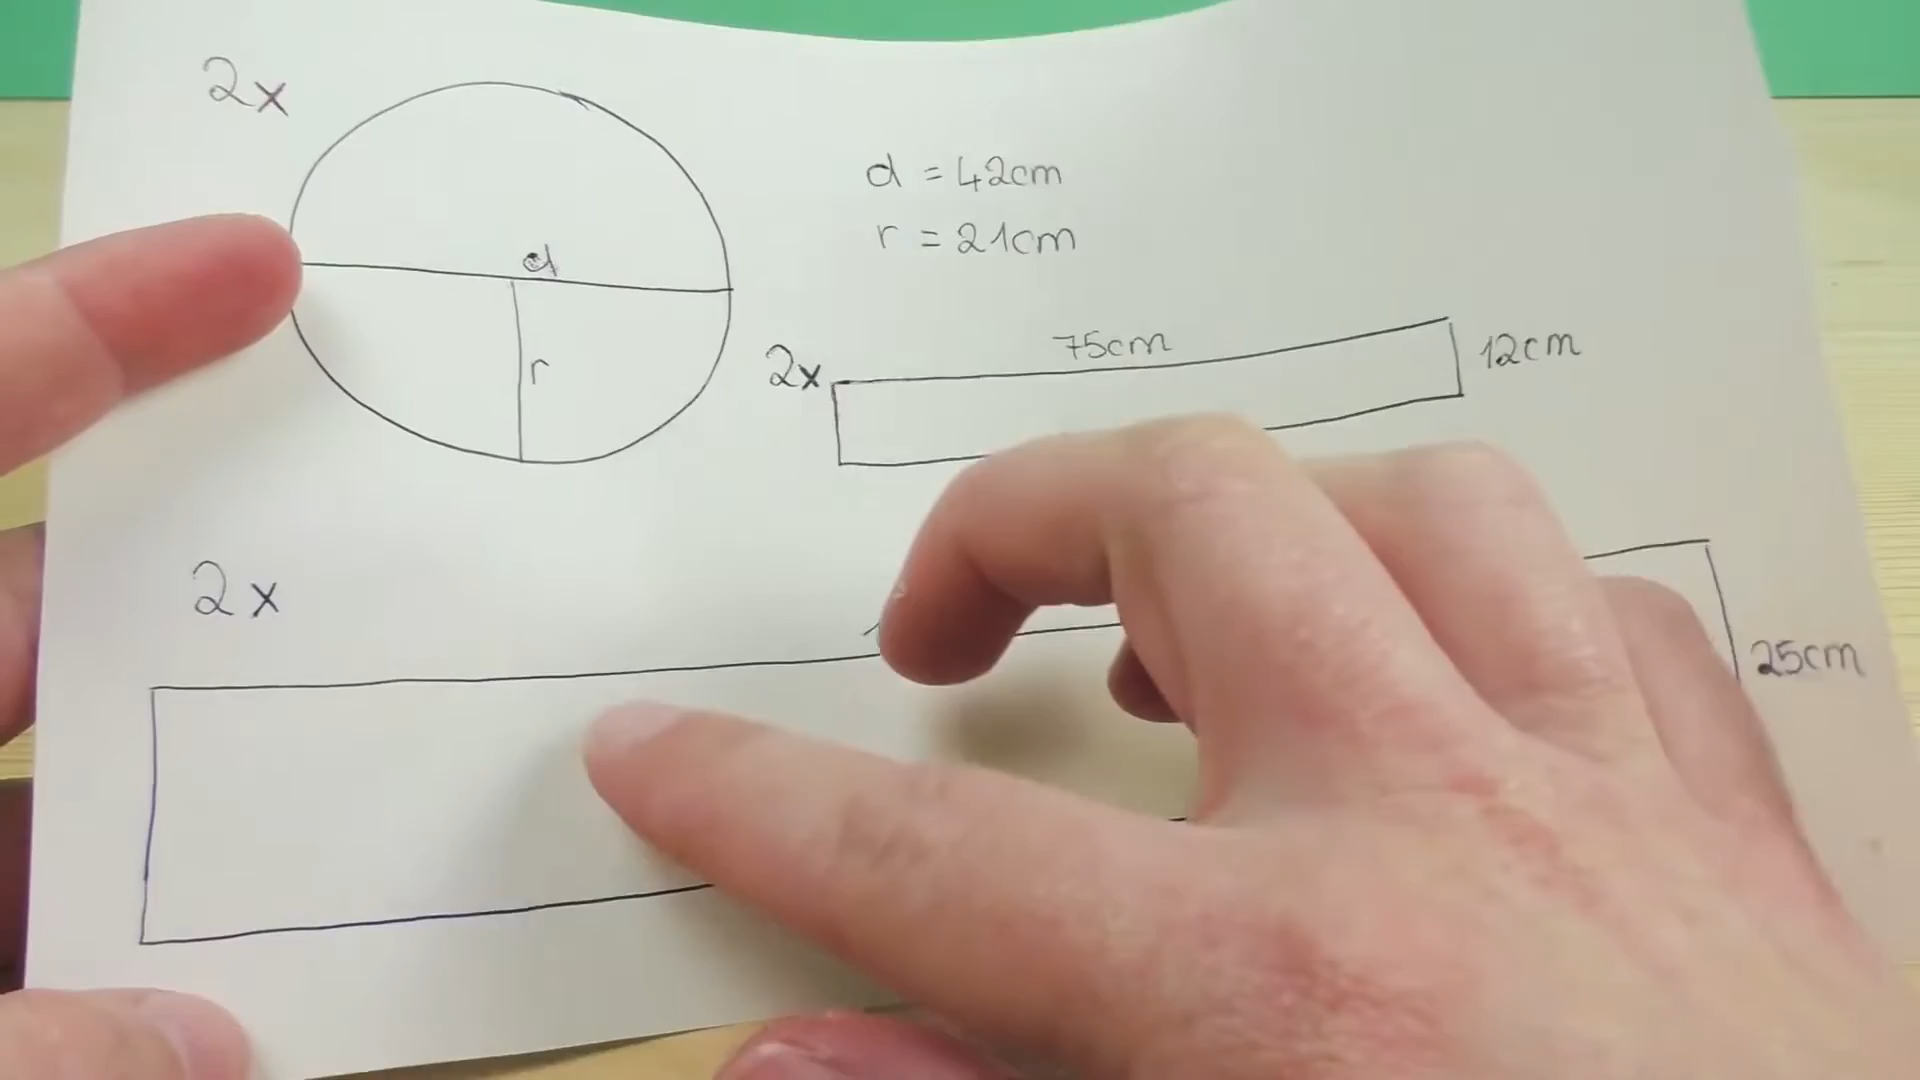 2x
d = 42cm
r = 21cm
d
r
2x
75cm
12cm
2x
25cm